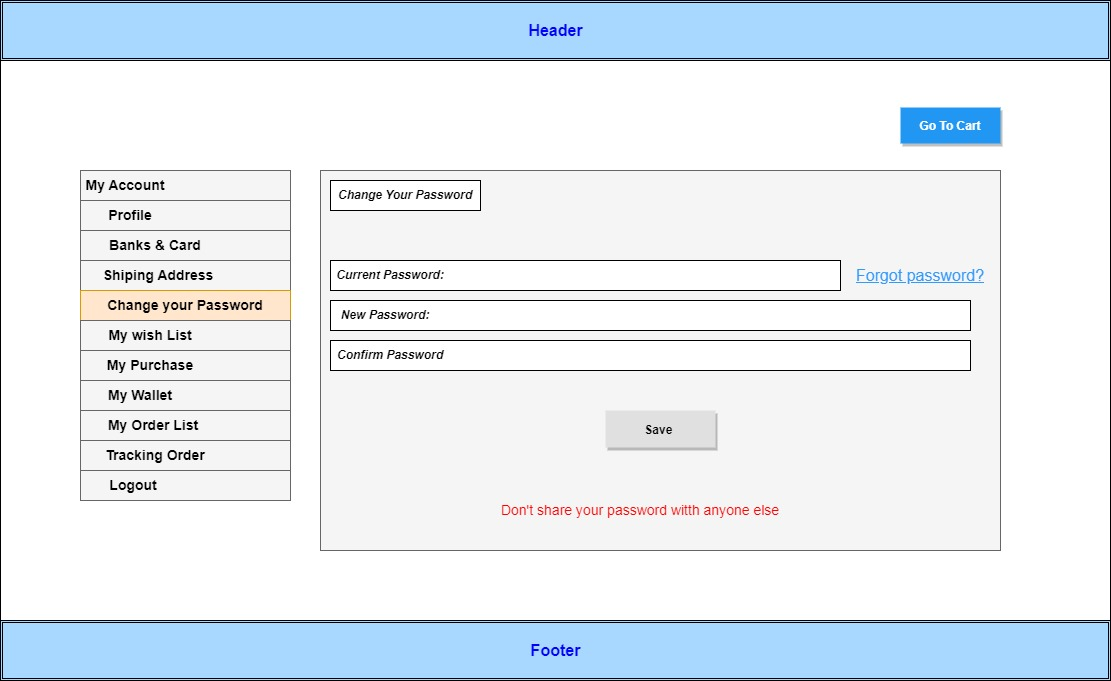 Header
Go To Cart
My Account
Profile
Banks & Card
Shiping Address
Change your Password
My wish List
My Purchase
My Wallet
My Order List
Tracking Order
Logout
Change Your Password
Current Password:
Forgot password?
New Password:
Confirm Password
Save
Don't share your password witth anyone else
Footer